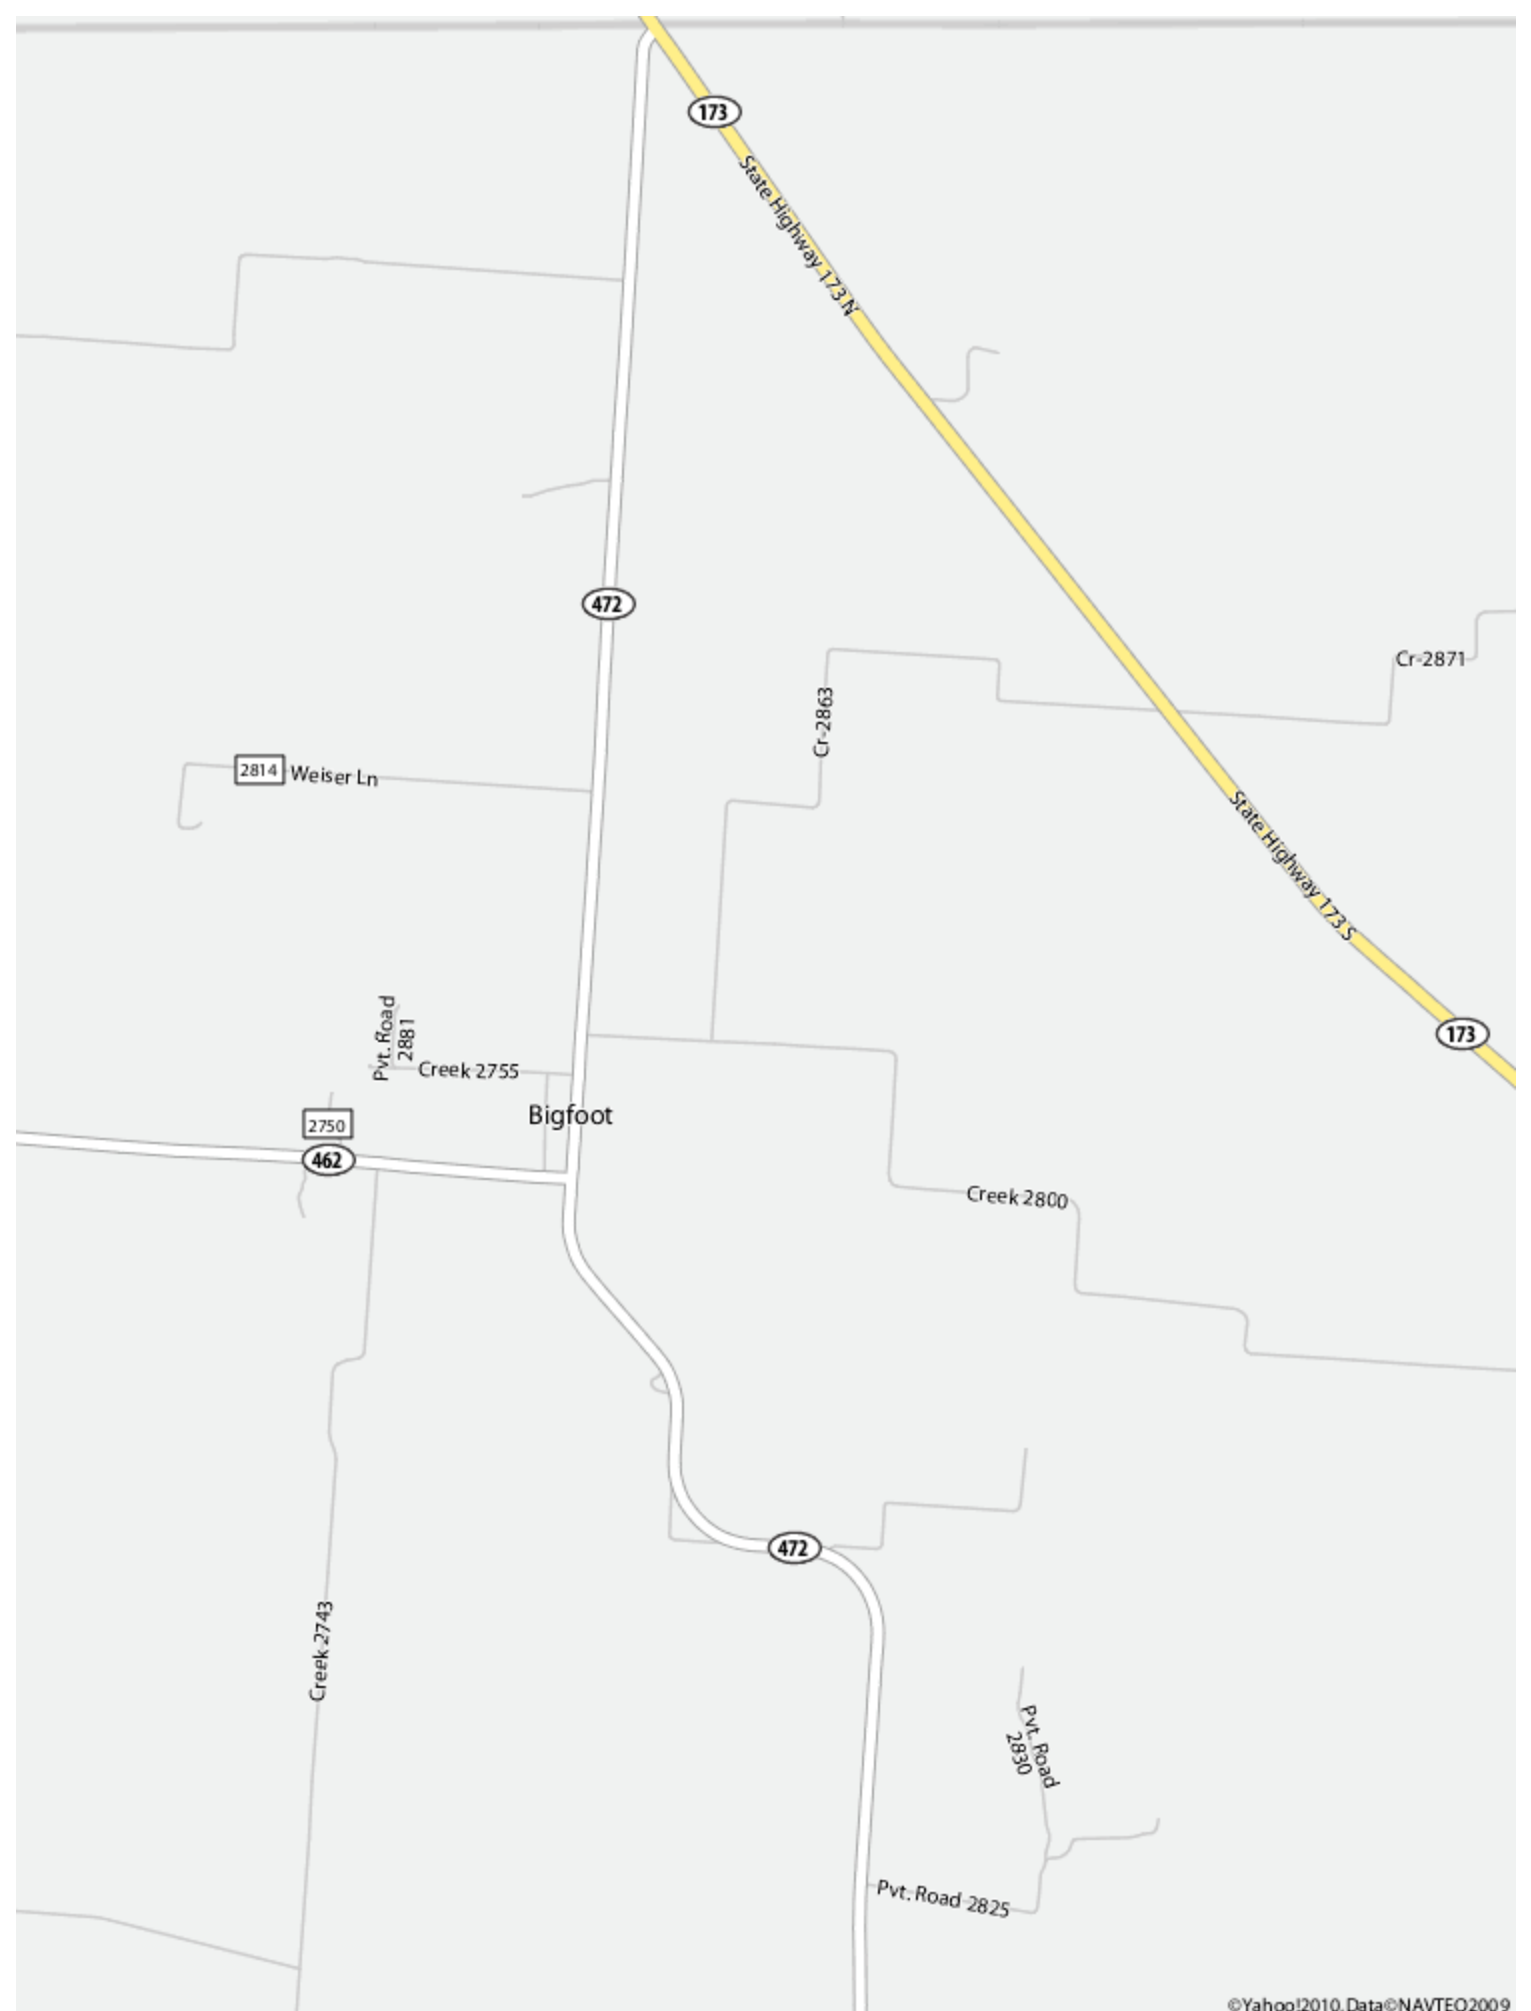 173
State Highway 173 N
472
Cr-2871
Cr-2863
2814
Weiser Ln
State Highway 173 S
Pvt. Road
2881
173
Creek 2755
Bigfoot
2750
462
Creek 2800
472
Creek 2743
Pvt. Road
2830
Pvt. Road 2825
©Yahoo!2010, Data©NAVTEQ2009